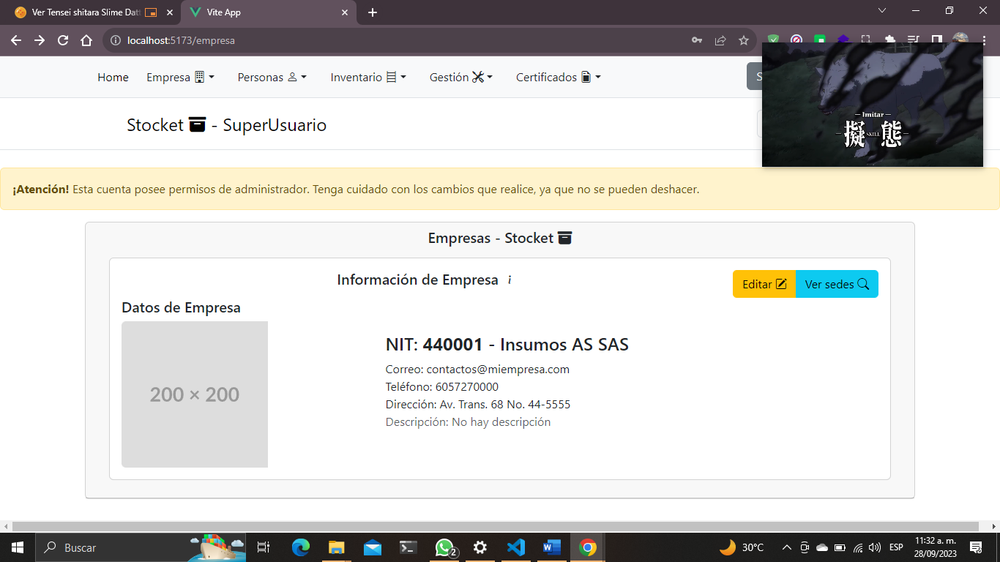 Ver Tensei shitara Slime Datt
Vite App
localhost:5173/empresa
Home Empresa Personas Inventario Gestión Certificados
S
Stocket - SuperUsuario
Imitar
擬態
SKILL
¡Atención! Esta cuenta posee permisos de administrador. Tenga cuidado con los cambios que realice, ya que no se pueden deshacer.
Empresas - Stocket
Información de Empresa i
Editar Ver sedes
Datos de Empresa
200 × 200
NIT: 440001 - Insumos AS SAS
Correo: contactos@miempresa.com
Teléfono: 6057270000
Dirección: Av. Trans. 68 No. 44-5555
Descripción: No hay descripción
Buscar
2
30°C
ESP
11:32 a. m.
28/09/2023